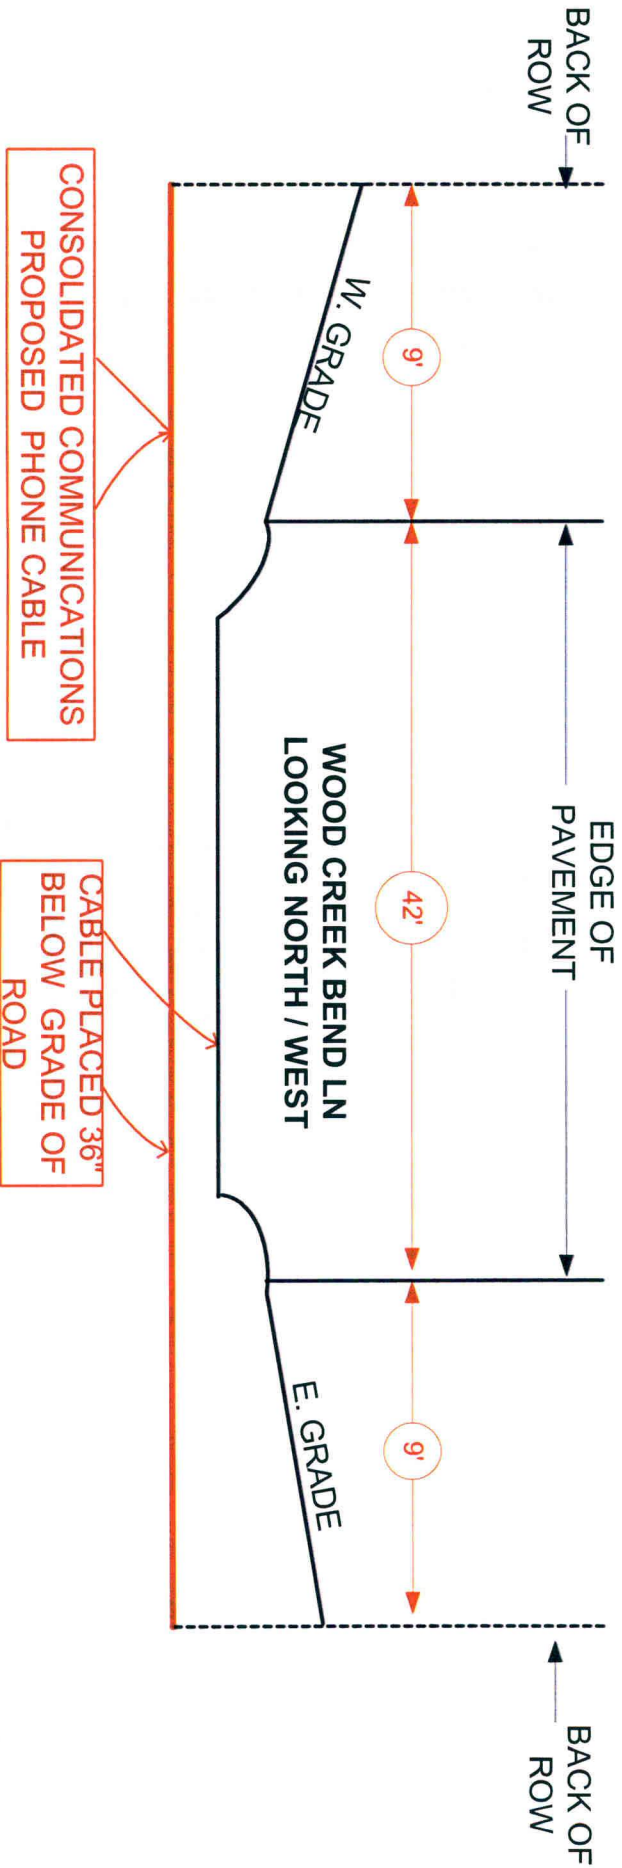 BACK OF
ROW
EDGE OF
PAVEMENT
BACK OF
ROW
9'
42'
9'
W. GRADE
WOOD CREEK BEND LN
LOOKING NORTH / WEST
E. GRADE
CONSOLIDATED COMMUNICATIONS
PROPOSED PHONE CABLE
CABLE PLACED 36"
BELOW GRADE OF
ROAD